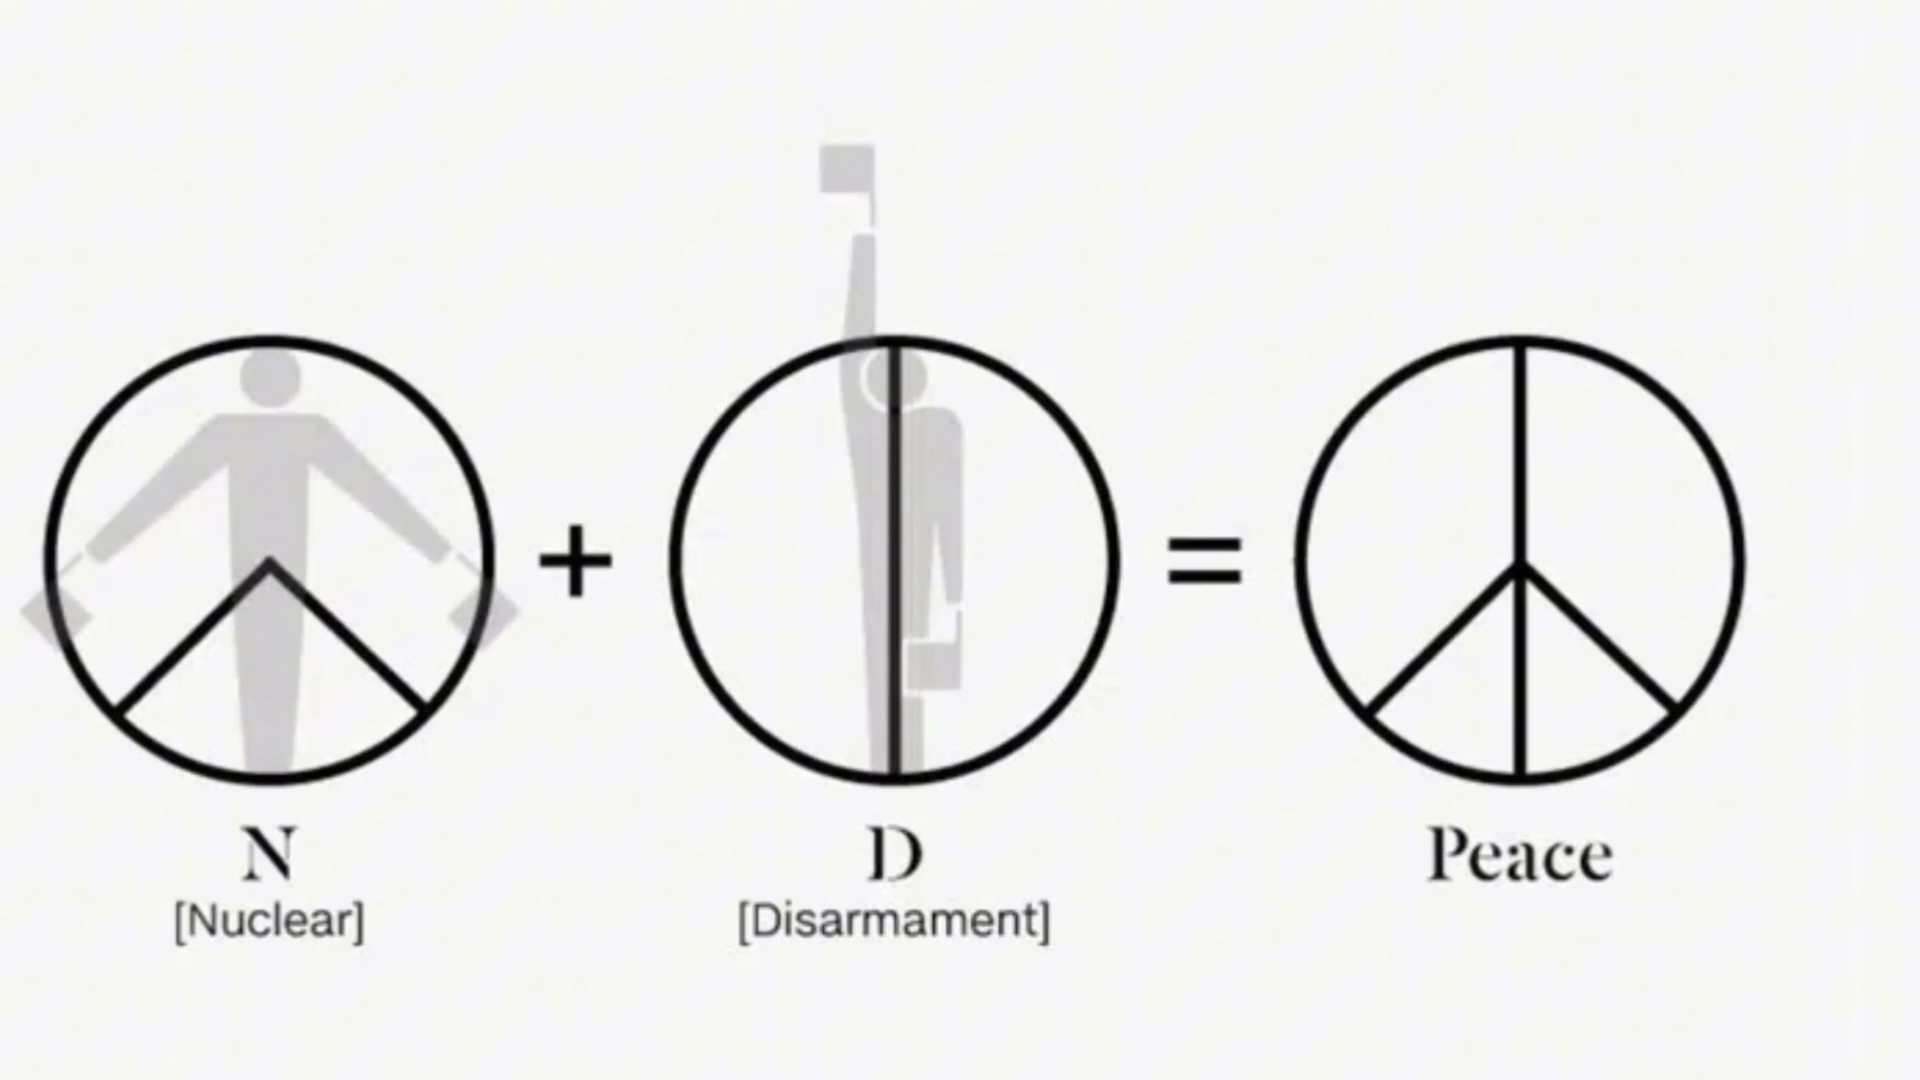 +
=
N
D
Peace
[Nuclear]
[Disarmament]